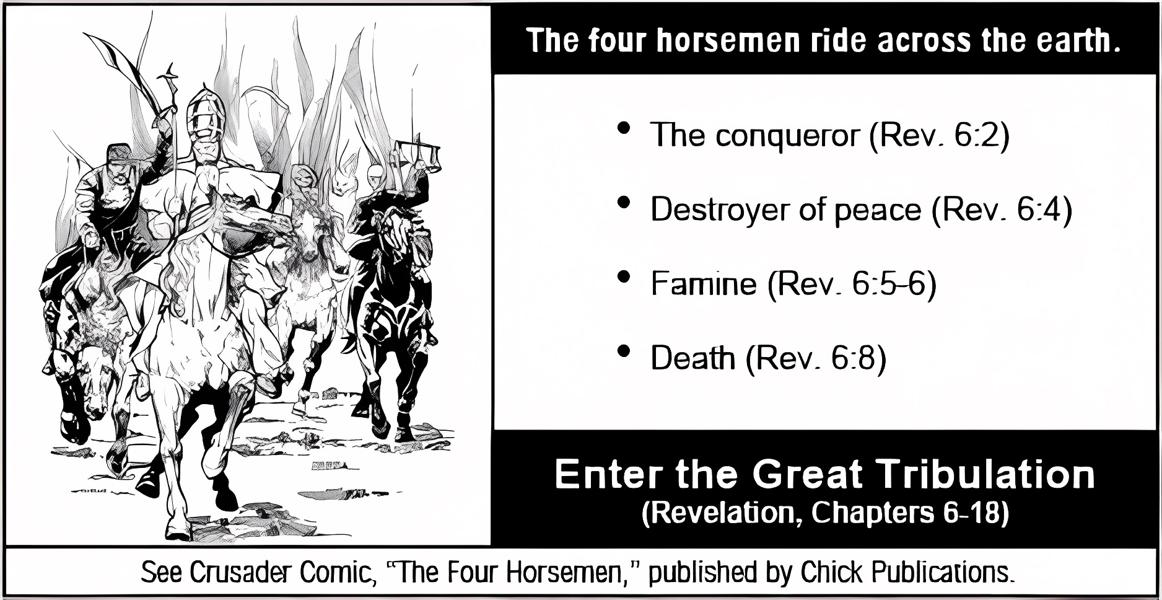 The four horsemen ride across the earth.
• The conqueror (Rev. 6:2)
• Destroyer of peace (Rev. 6:4)
• Famine (Rev. 6:5-6)
• Death (Rev. 6:8)
Enter the Great Tribulation
(Revelation, Chapters 6-18)
See Crusader Comic, “The Four Horsemen,” published by Chick Publications.